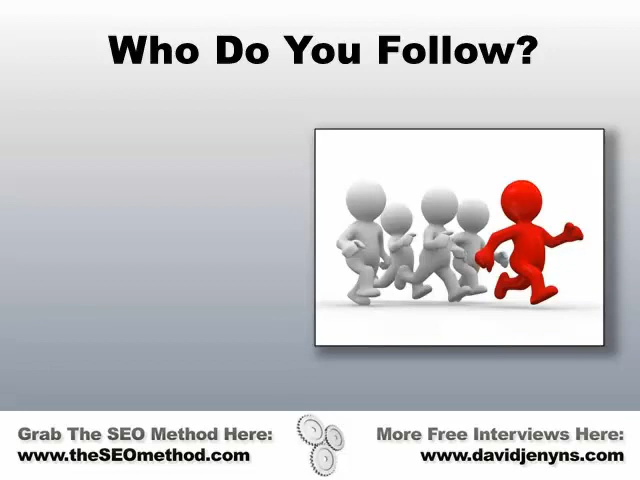 Who Do You Follow?
Grab The SEO Method Here:
www.theSEOmethod.com
More Free Interviews Here:
www.davidjenyns.com